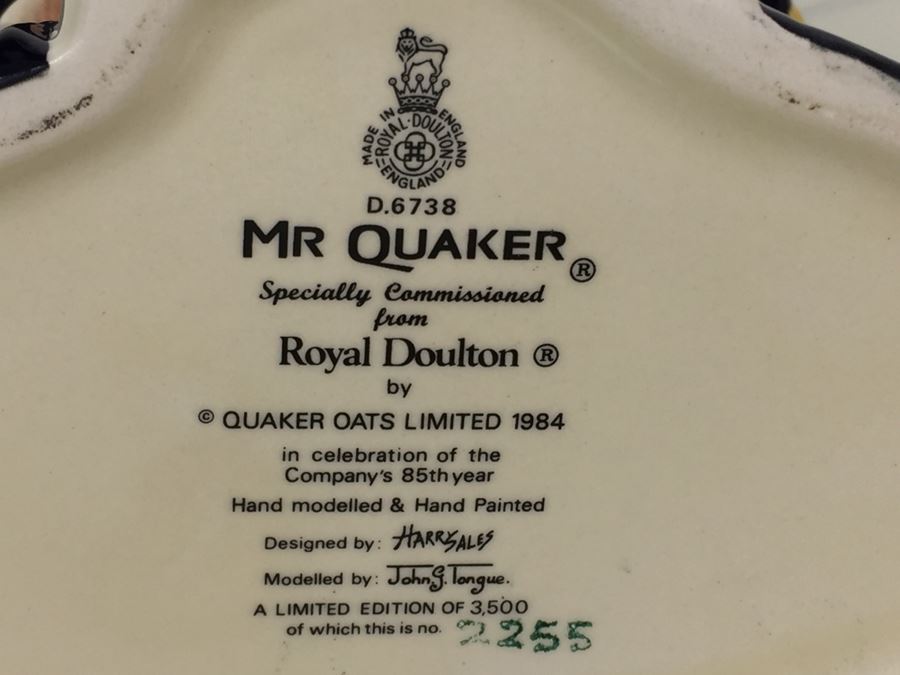 MADE IN ENGLAND
ROYAL·DOULTON
ENGLAND
D.6738
MR QUAKER ®
Specially Commissioned
from
Royal Doulton ®
by
© QUAKER OATS LIMITED 1984
in celebration of the
Company's 85th year
Hand modelled & Hand Painted
Designed by: HARRY SALES
Modelled by: John G. Tongue.
A LIMITED EDITION OF 3,500
of which this is no. 2255